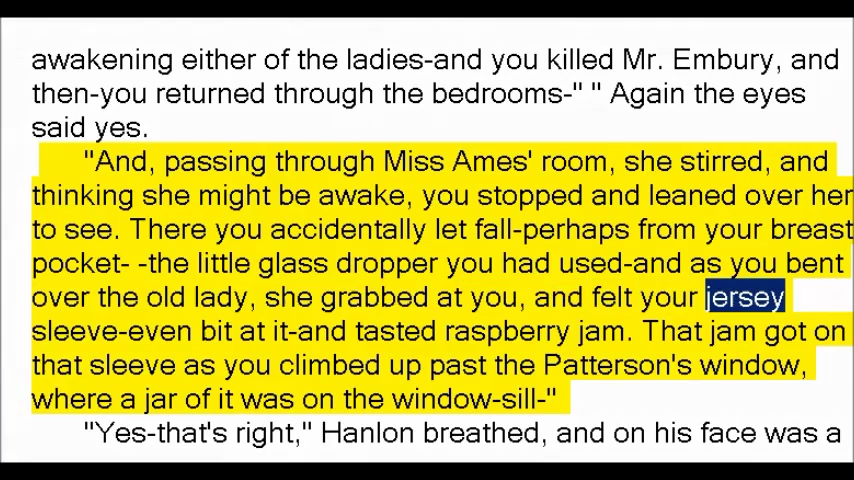 awakening either of the ladies-and you killed Mr. Embury, and
then-you returned through the bedrooms-" " Again the eyes
said yes.
"And, passing through Miss Ames' room, she stirred, and
thinking she might be awake, you stopped and leaned over her
to see. There you accidentally let fall-perhaps from your breast
pocket- -the little glass dropper you had used-and as you bent
over the old lady, she grabbed at you, and felt your jersey
sleeve-even bit at it-and tasted raspberry jam. That jam got on
that sleeve as you climbed up past the Patterson's window,
where a jar of it was on the window-sill-"
"Yes-that's right," Hanlon breathed, and on his face was a